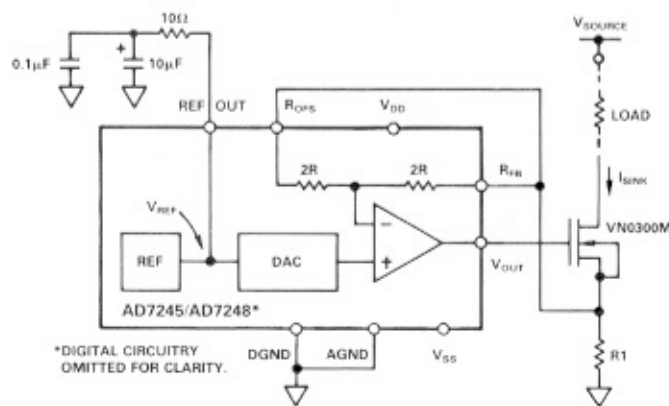 10Ω
V_SOURCE
0.1μF
+
10μF
REF OUT
R_OFS
V_DD
LOAD
2R
2R
R_FB
I_SINK
V_REF
VN0300M
REF
DAC
−
+
V_OUT
AD7245/AD7248*
*DIGITAL CIRCUITRY
OMITTED FOR CLARITY.
DGND
AGND
V_SS
R1